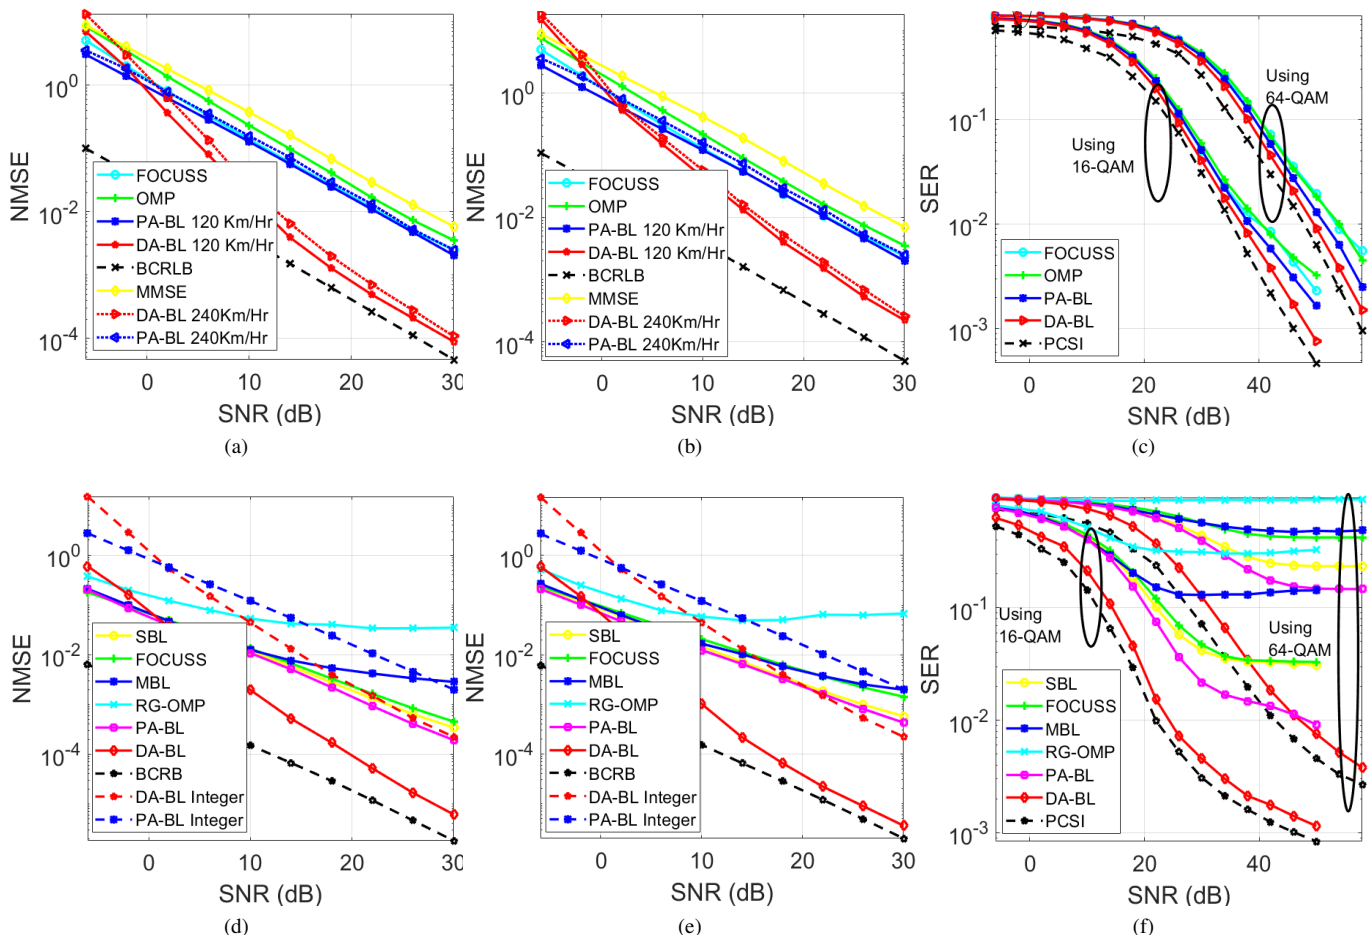 NMSE
10^0
10^-2
10^-4
FOCUSS
OMP
PA-BL 120 Km/Hr
DA-BL 120 Km/Hr
BCRLB
MMSE
DA-BL 240Km/Hr
PA-BL 240Km/Hr
0
10
20
30
SNR (dB)
(a)
NMSE
10^0
10^-2
10^-4
FOCUSS
OMP
PA-BL 120 Km/Hr
DA-BL 120 Km/Hr
BCRLB
MMSE
DA-BL 240Km/Hr
PA-BL 240Km/Hr
0
10
20
30
SNR (dB)
(b)
SER
10^-1
10^-2
10^-3
Using
64-QAM
Using
16-QAM
FOCUSS
OMP
PA-BL
DA-BL
PCSI
0
20
40
SNR (dB)
(c)
NMSE
10^0
10^-2
10^-4
SBL
FOCUSS
MBL
RG-OMP
PA-BL
DA-BL
BCRB
DA-BL Integer
PA-BL Integer
0
10
20
30
SNR (dB)
(d)
NMSE
10^0
10^-2
10^-4
SBL
FOCUSS
MBL
RG-OMP
PA-BL
DA-BL
BCRB
DA-BL Integer
PA-BL Integer
0
10
20
30
SNR (dB)
(e)
SER
10^-1
10^-2
10^-3
Using
16-QAM
Using
64-QAM
SBL
FOCUSS
MBL
RG-OMP
PA-BL
DA-BL
PCSI
0
20
40
SNR (dB)
(f)